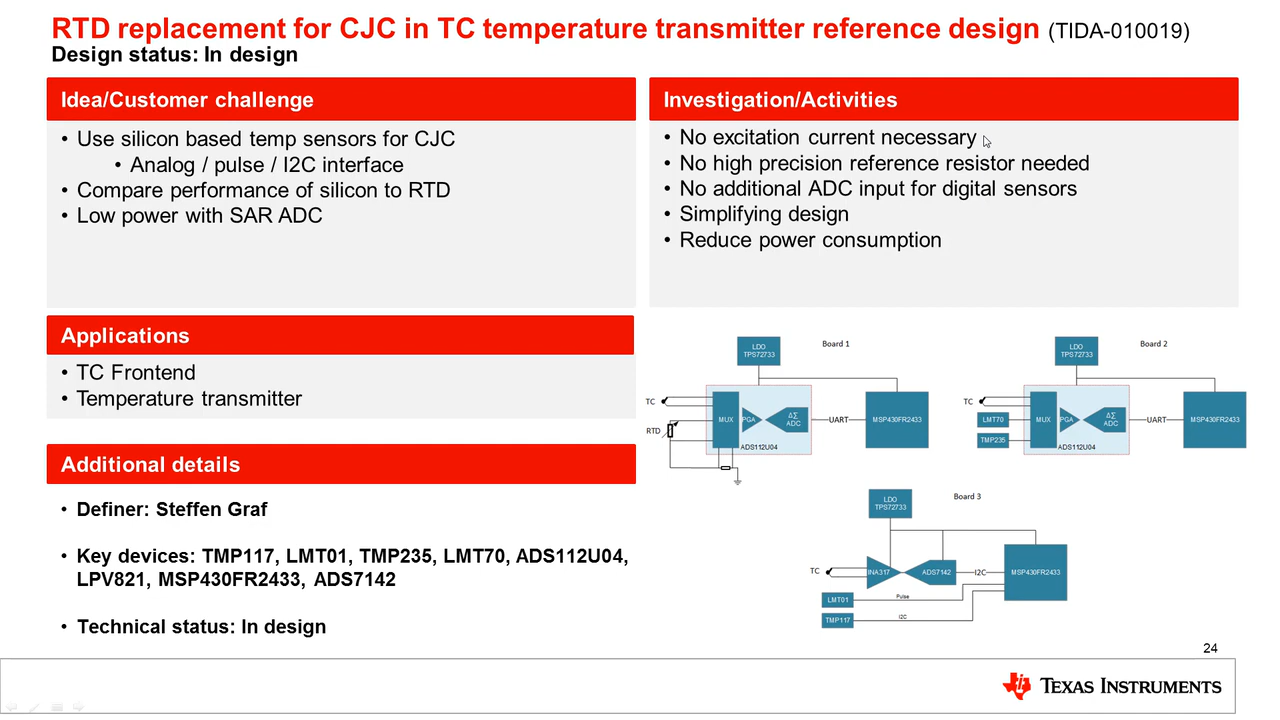 RTD replacement for CJC in TC temperature transmitter reference design (TIDA-010019)
Design status: In design
Idea/Customer challenge
• Use silicon based temp sensors for CJC
• Analog / pulse / I2C interface
• Compare performance of silicon to RTD
• Low power with SAR ADC
Investigation/Activities
• No excitation current necessary
• No high precision reference resistor needed
• No additional ADC input for digital sensors
• Simplifying design
• Reduce power consumption
Applications
• TC Frontend
• Temperature transmitter
Additional details
• Definer: Steffen Graf
• Key devices: TMP117, LMT01, TMP235, LMT70, ADS112U04,
LPV821, MSP430FR2433, ADS7142
• Technical status: In design
Board 1
LDO
TPS72733
TC
RTD
MUX
PGA
ΔΣ
ADC
ADS112U04
UART
MSP430FR2433
Board 2
LDO
TPS72733
TC
LMT70
TMP235
MUX
PGA
ΔΣ
ADC
ADS112U04
UART
MSP430FR2433
Board 3
LDO
TPS72733
TC
INA317
ADS7142
I2C
MSP430FR2433
LMT01
Pulse
TMP117
I2C
24
TEXAS INSTRUMENTS